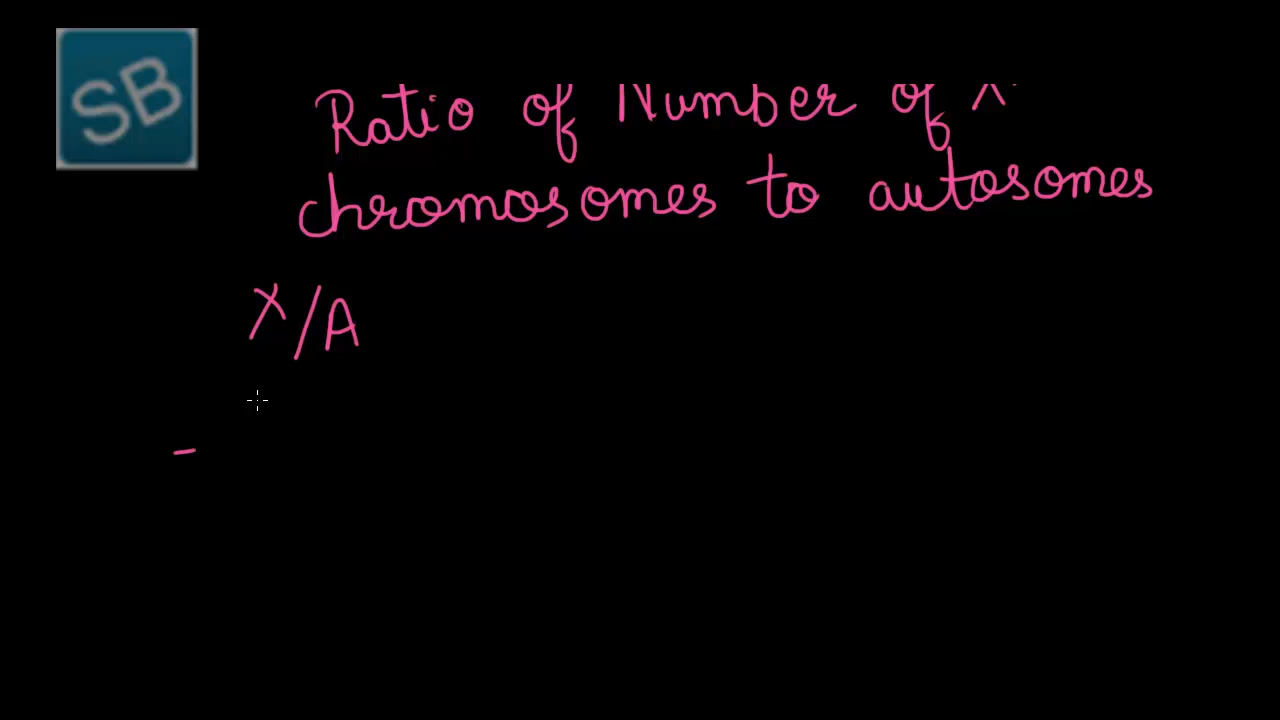 SB
Ratio of Number of X
chromosomes to autosomes
X/A
-